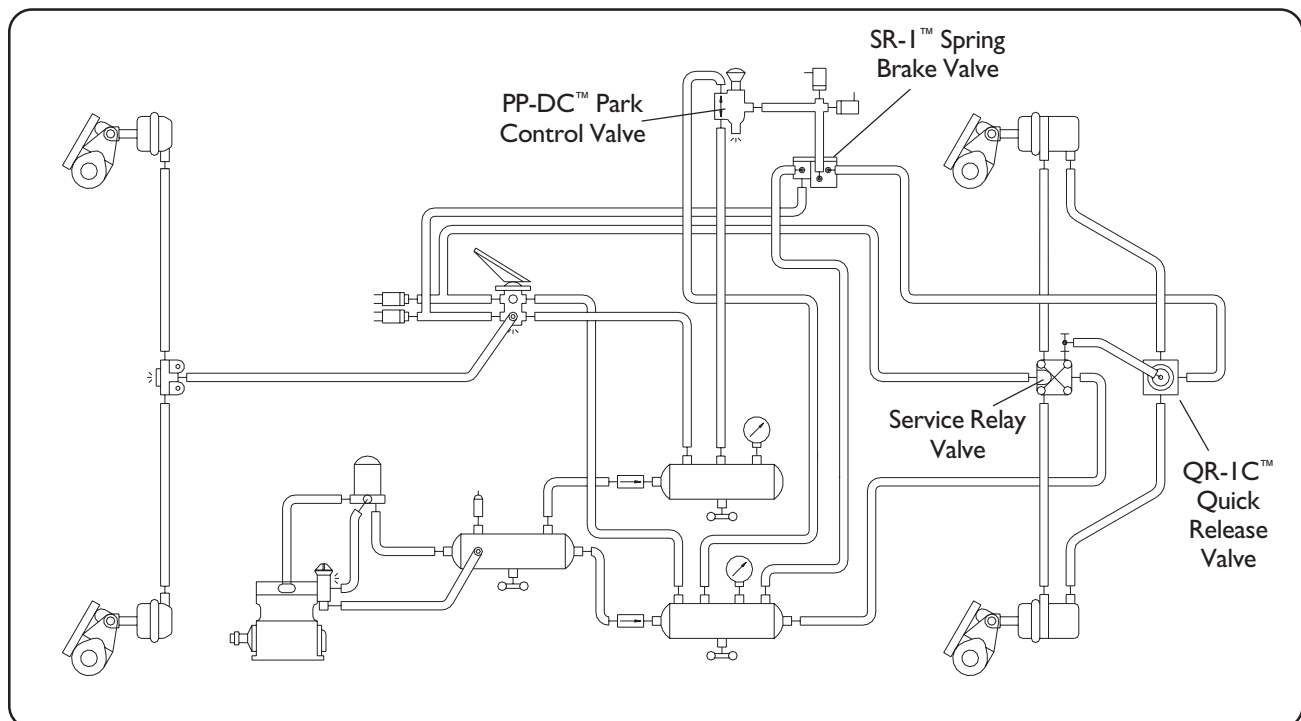 SR-1™ Spring
Brake Valve
PP-DC™ Park
Control Valve
Service Relay
Valve
QR-1C™
Quick
Release
Valve